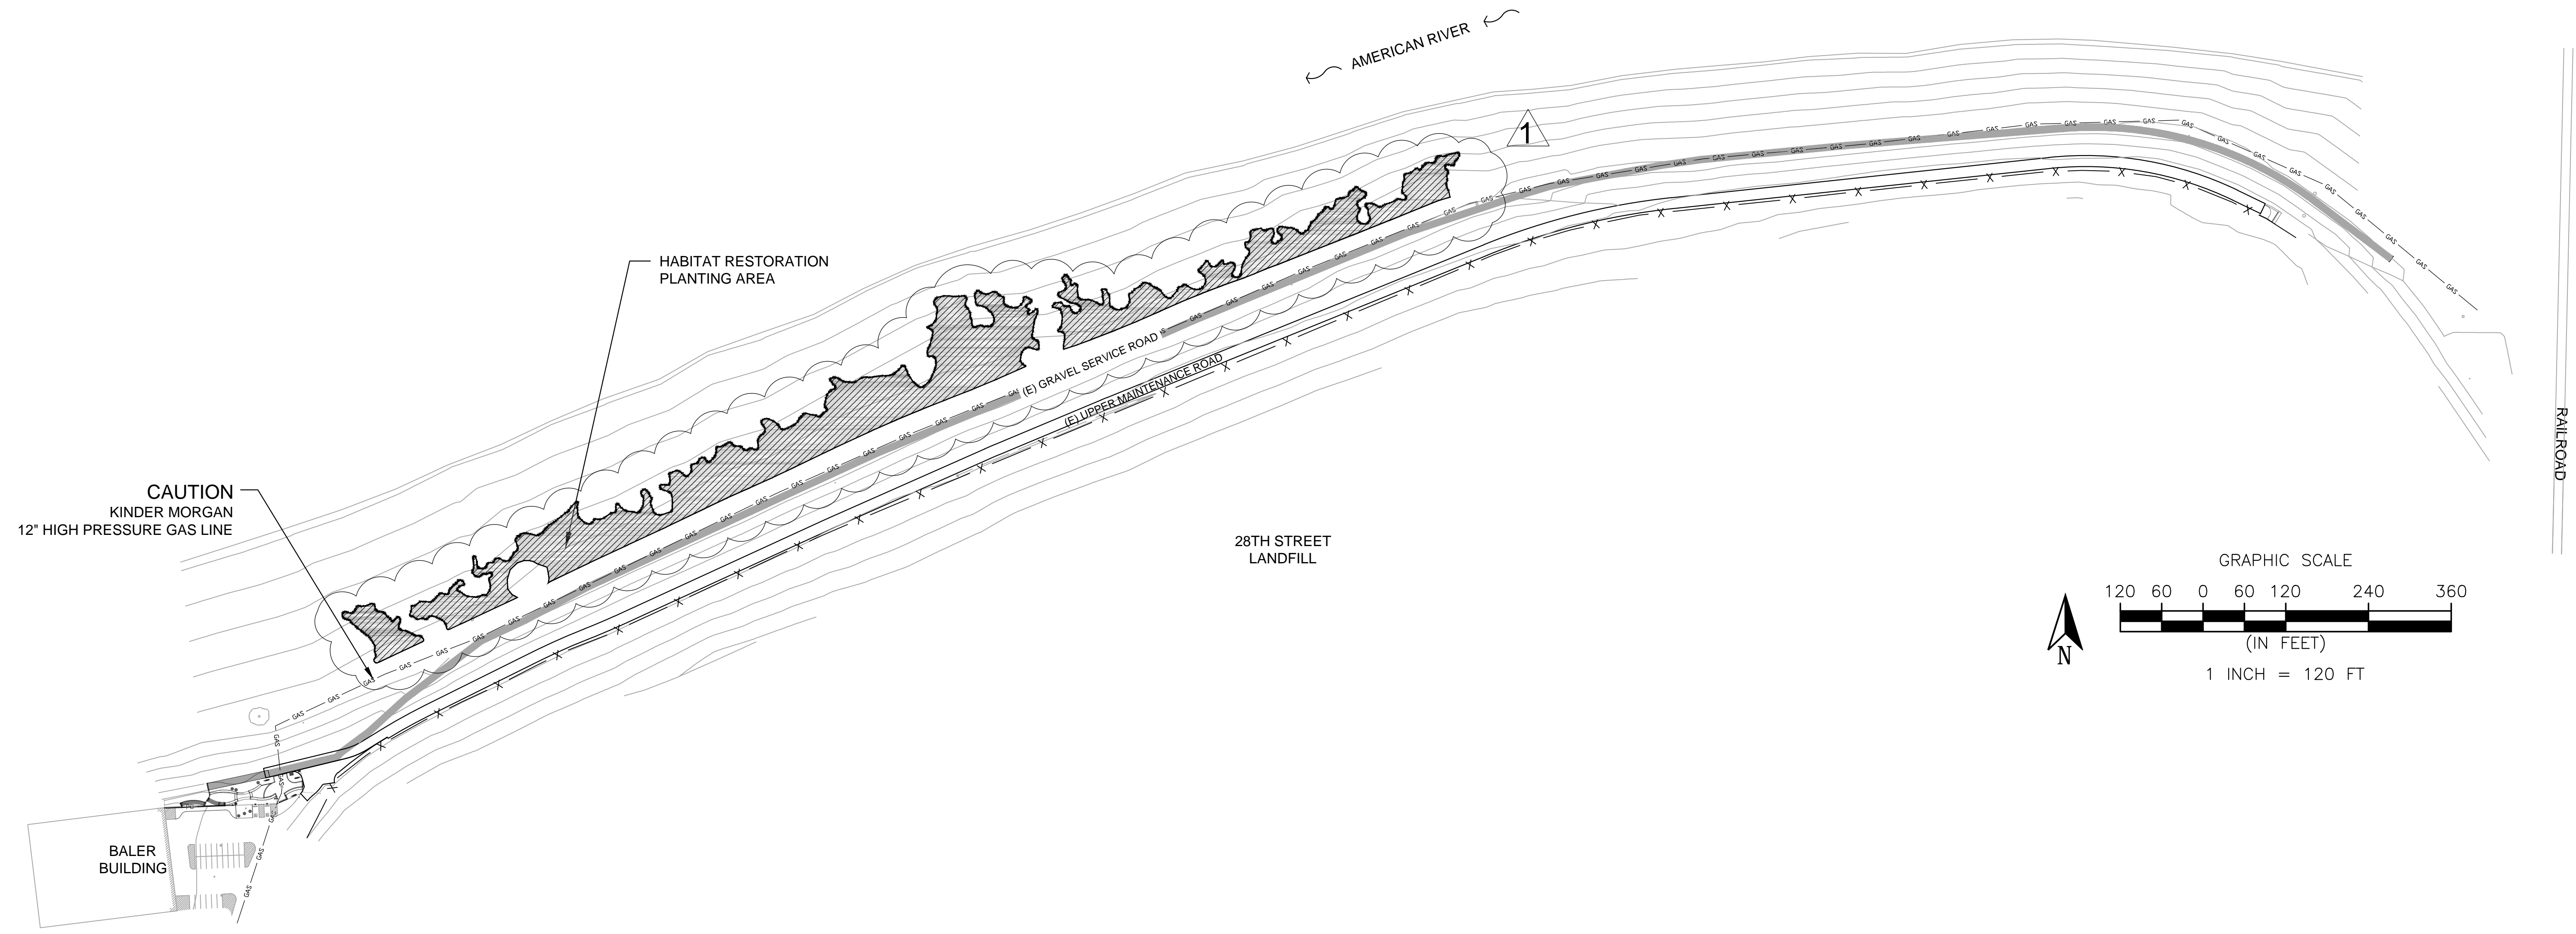 AMERICAN RIVER
1
HABITAT RESTORATION
PLANTING AREA
(E) GRAVEL SERVICE ROAD
(E) UPPER MAINTENANCE ROAD
CAUTION
KINDER MORGAN
12" HIGH PRESSURE GAS LINE
GAS
X
28TH STREET
LANDFILL
RAILROAD
BALER
BUILDING
GRAPHIC SCALE
120 60 0 60 120 240 360
(IN FEET)
1 INCH = 120 FT
N